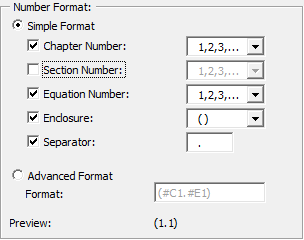 Number Format:
Simple Format
Chapter Number: 1,2,3,...
Section Number: 1,2,3,...
Equation Number: 1,2,3,...
Enclosure: ( )
Separator: .
Advanced Format
Format: (#C1.#E1)
Preview: (1.1)